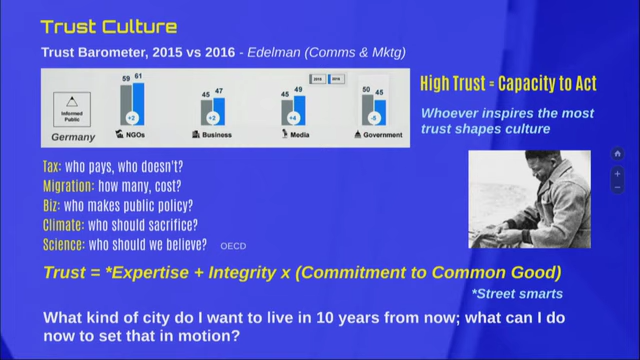 Trust Culture
Trust Barometer, 2015 vs 2016 - Edelman (Comms & Mktg)
59 61
45 47
45 49
50 45
2015 2016
Informed
Public
Germany
+2
+2
+4
-5
NGOs
Business
Media
Government
High Trust = Capacity to Act
Whoever inspires the most
trust shapes culture
Tax: who pays, who doesn't?
Migration: how many, cost?
Biz: who makes public policy?
Climate: who should sacrifice?
Science: who should we believe? OECD
Trust = *Expertise + Integrity x (Commitment to Common Good)
*Street smarts
What kind of city do I want to live in 10 years from now; what can I do
now to set that in motion?